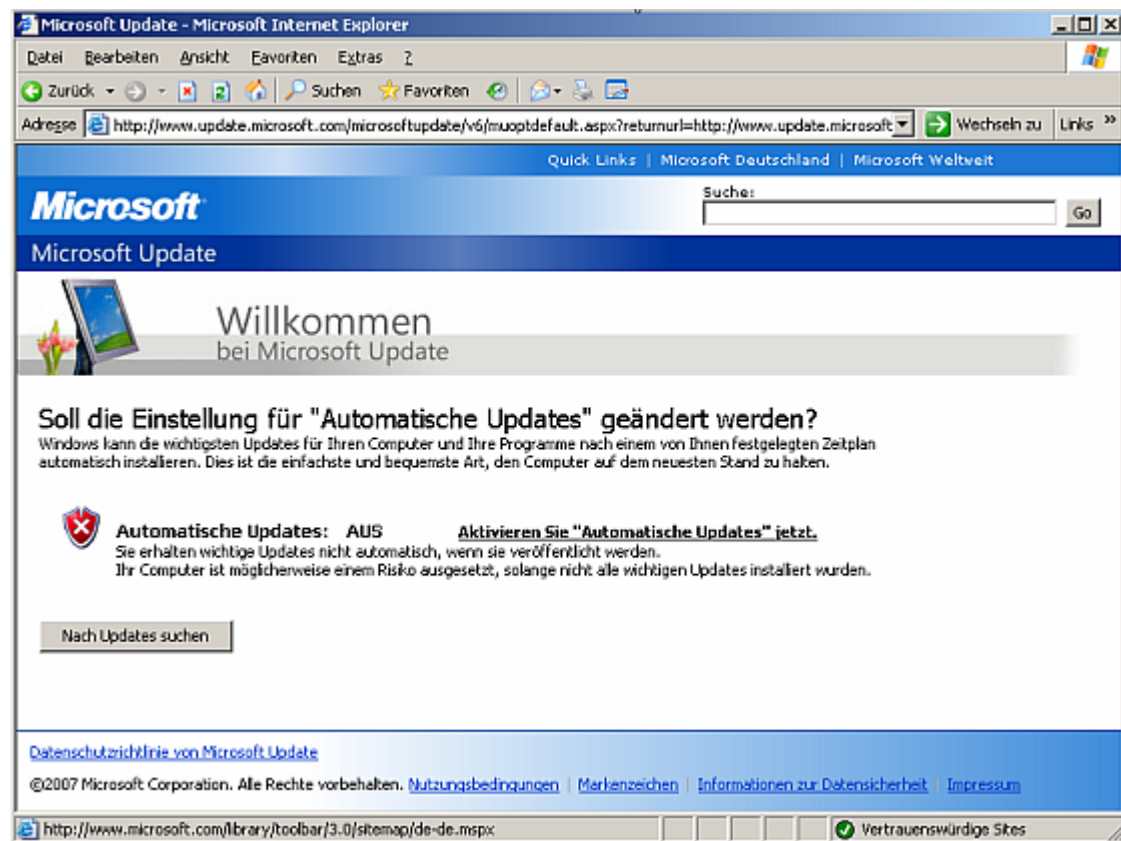 Microsoft Update - Microsoft Internet Explorer
Datei Bearbeiten Ansicht Favoriten Extras ?
Zurück Suchen Favoriten
Adresse http://www.update.microsoft.com/microsoftupdate/v6/muoptdefault.aspx?returnurl=http://www.update.microsoft Wechseln zu Links »
Quick Links | Microsoft Deutschland | Microsoft Weltweit
Microsoft
Suche:
Go
Microsoft Update
Willkommen
bei Microsoft Update
Soll die Einstellung für "Automatische Updates" geändert werden?
Windows kann die wichtigsten Updates für Ihren Computer und Ihre Programme nach einem von Ihnen festgelegten Zeitplan
automatisch installieren. Dies ist die einfachste und bequemste Art, den Computer auf dem neuesten Stand zu halten.
Automatische Updates: AUS Aktivieren Sie "Automatische Updates" jetzt.
Sie erhalten wichtige Updates nicht automatisch, wenn sie veröffentlicht werden.
Ihr Computer ist möglicherweise einem Risiko ausgesetzt, solange nicht alle wichtigen Updates installiert wurden.
Nach Updates suchen
Datenschutzrichtlinie von Microsoft Update
©2007 Microsoft Corporation. Alle Rechte vorbehalten. Nutzungsbedingungen | Markenzeichen | Informationen zur Datensicherheit | Impressum
http://www.microsoft.com/library/toolbar/3.0/sitemap/de-de.mspx Vertrauenswürdige Sites